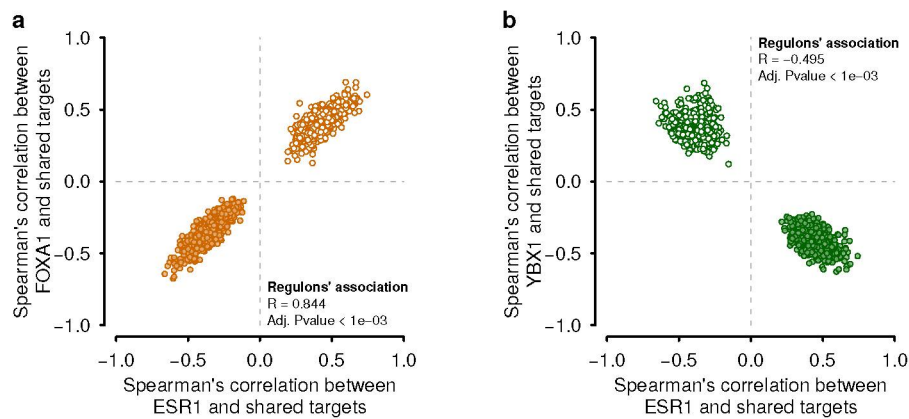 a
Spearman's correlation between
FOXA1 and shared targets
1.0
0.5
0.0
−0.5
−1.0
Regulons' association
R = 0.844
Adj. Pvalue < 1e−03
−1.0 −0.5 0.0 0.5 1.0
Spearman's correlation between
ESR1 and shared targets
b
Spearman's correlation between
YBX1 and shared targets
1.0
0.5
0.0
−0.5
−1.0
Regulons' association
R = −0.495
Adj. Pvalue < 1e−03
−1.0 −0.5 0.0 0.5 1.0
Spearman's correlation between
ESR1 and shared targets